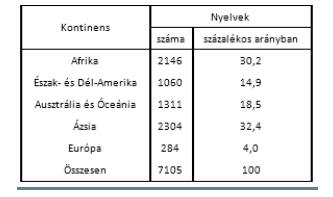 Kontinens Nyelvek
száma százalékos arányban
Afrika 2146 30,2
Észak- és Dél-Amerika 1060 14,9
Ausztrália és Óceánia 1311 18,5
Ázsia 2304 32,4
Európa 284 4,0
Összesen 7105 100